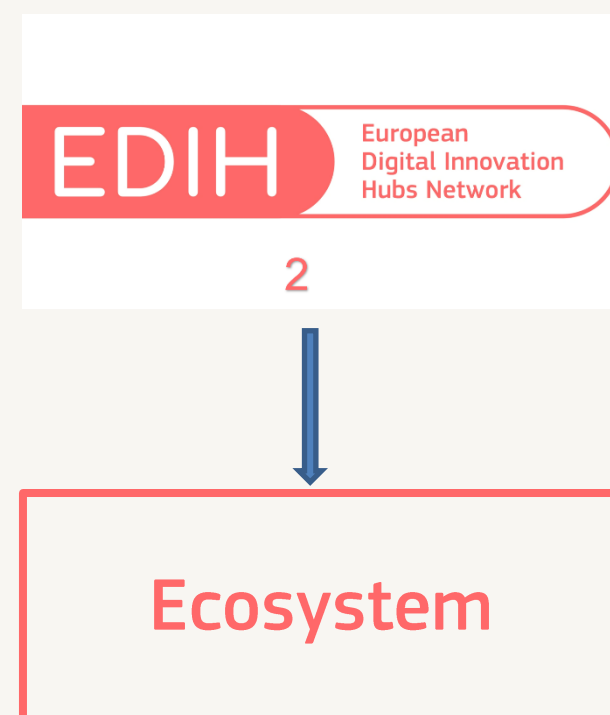 EDIH
European
Digital Innovation
Hubs Network
2
Ecosystem